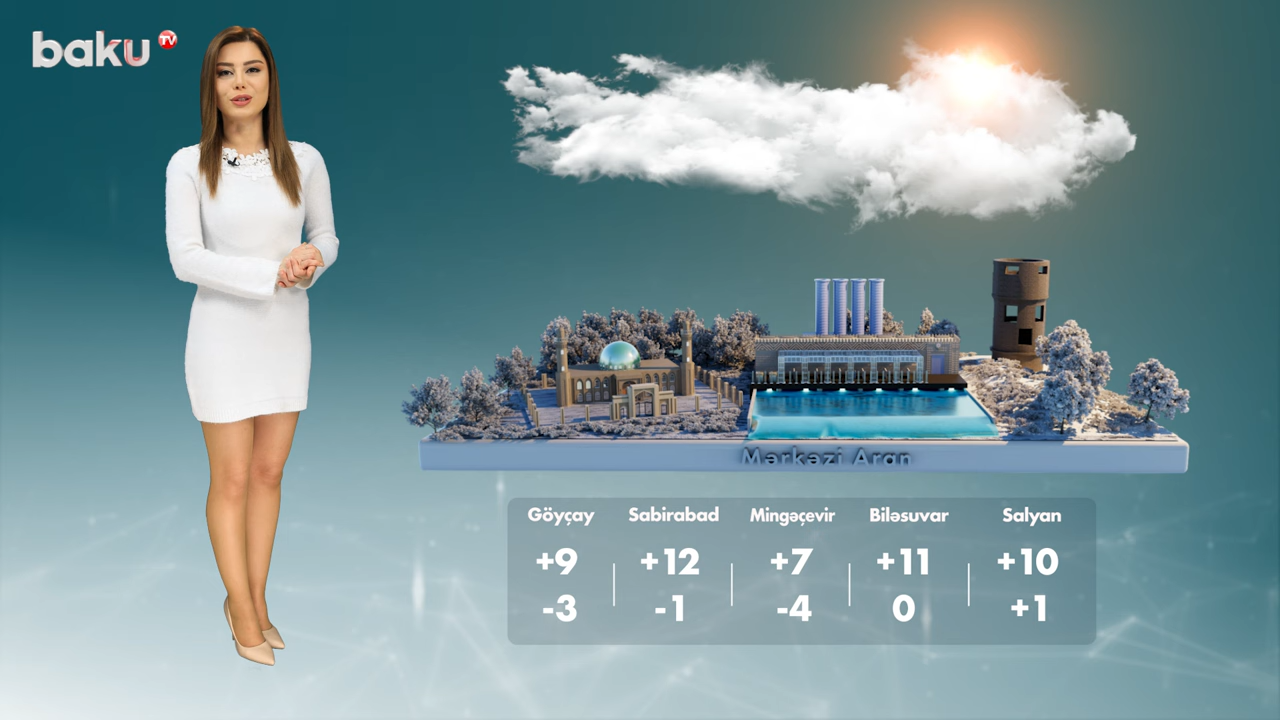 baku TV
Mərkəzi Aran
Göyçay Sabirabad Mingəçevir Biləsuvar Salyan
+9 +12 +7 +11 +10
-3 -1 -4 0 +1